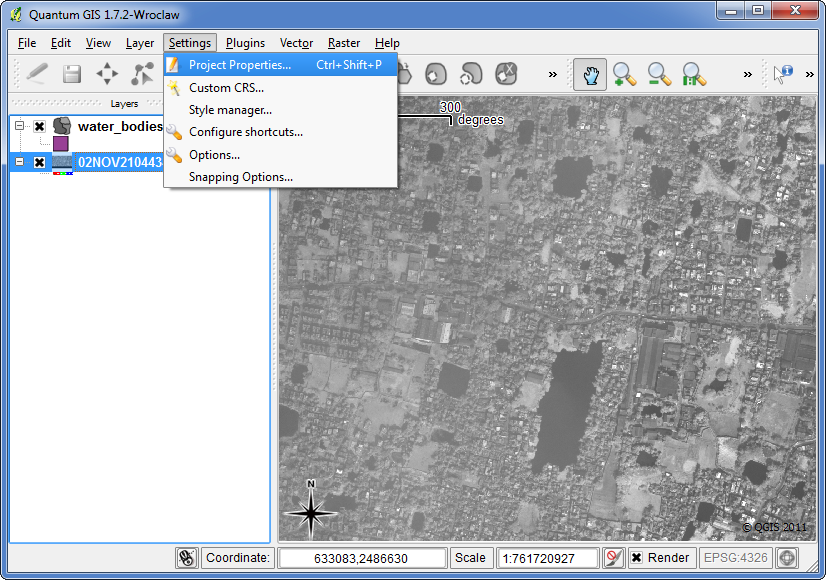 Quantum GIS 1.7.2-Wroclaw
File Edit View Layer Settings Plugins Vector Raster Help
Project Properties... Ctrl+Shift+P
Custom CRS...
Style manager...
Configure shortcuts...
Options...
Snapping Options...
» » »
Layers
water_bodies
02NOV210443
300
degrees
N
© QGIS 2011
Coordinate: 633083,2486630 Scale 1:761720927 Render EPSG:4326